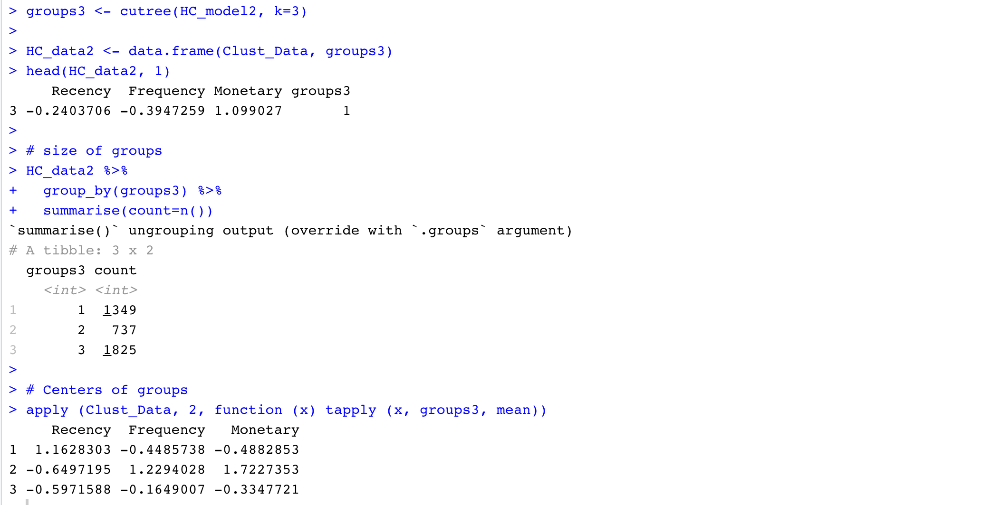 > groups3 <- cutree(HC_model2, k=3)
>
> HC_data2 <- data.frame(Clust_Data, groups3)
> head(HC_data2, 1)
     Recency  Frequency Monetary groups3
3 -0.2403706 -0.3947259 1.099027       1
>
> # size of groups
> HC_data2 %>%
+   group_by(groups3) %>%
+   summarise(count=n())
`summarise()` ungrouping output (override with `.groups` argument)
# A tibble: 3 x 2
  groups3 count
    <int> <int>
1       1  1349
2       2   737
3       3  1825
>
> # Centers of groups
> apply (Clust_Data, 2, function (x) tapply (x, groups3, mean))
     Recency  Frequency   Monetary
1  1.1628303 -0.4485738 -0.4882853
2 -0.6497195  1.2294028  1.7227353
3 -0.5971588 -0.1649007 -0.3347721